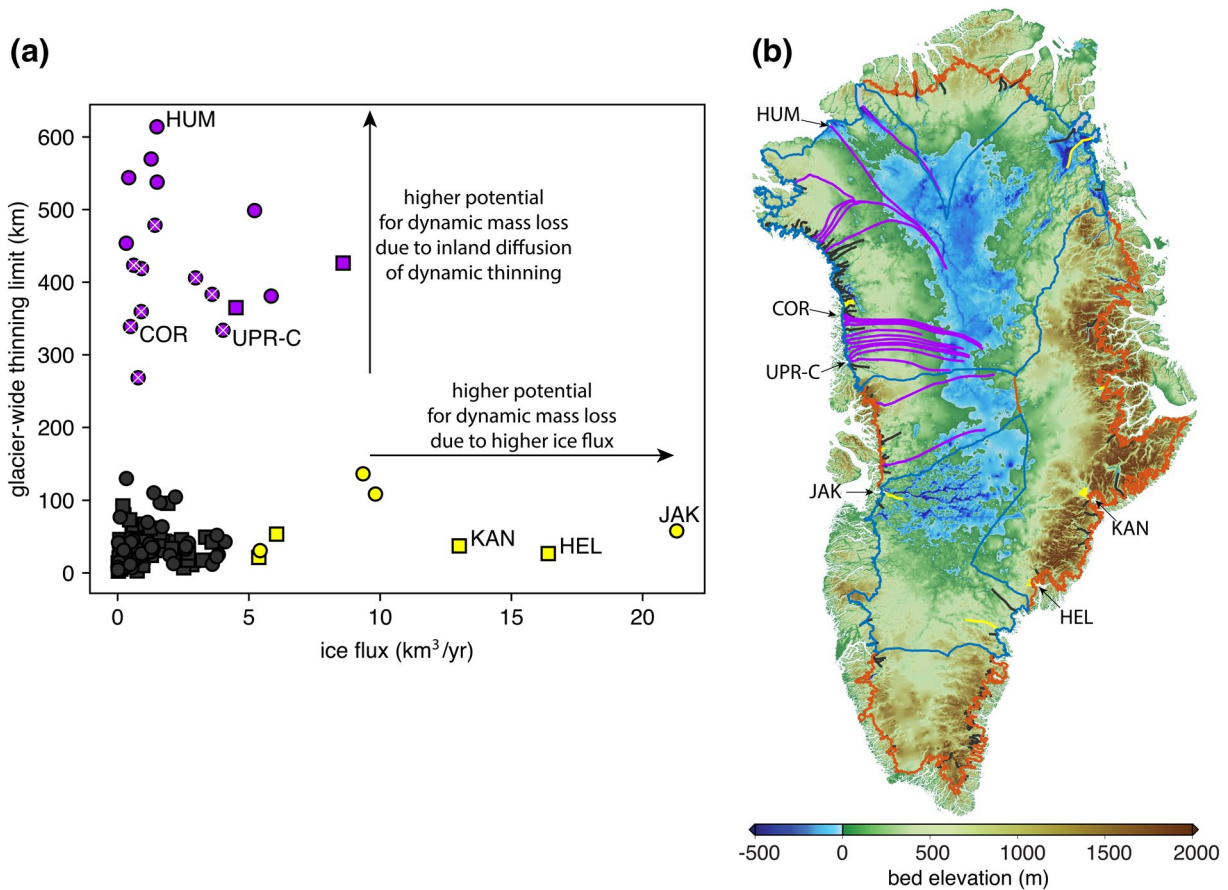 (a)
glacier-wide thinning limit (km)
600
500
400
300
200
100
0
HUM
COR
UPR-C
higher potential
for dynamic mass loss
due to inland diffusion
of dynamic thinning
higher potential
for dynamic mass loss
due to higher ice flux
JAK
KAN
HEL
0
5
10
15
20
ice flux (km³/yr)
(b)
HUM
COR
UPR-C
JAK
KAN
HEL
-500
0
500
1000
1500
2000
bed elevation (m)